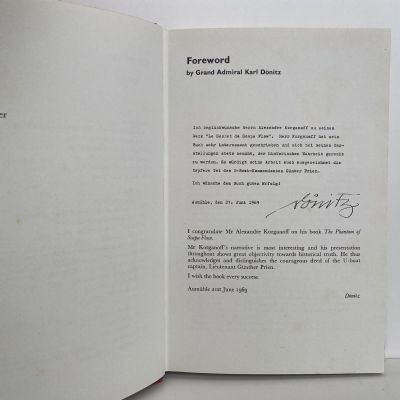 er
Foreword
by Grand Admiral Karl Dönitz
Ich beglückwünsche Herrn Alexandre Korganoff zu seinem
Werk "Le Secret de Scapa Flow". Herr Korganoff hat sein
Buch sehr interessant geschrieben und sich bei seinen Dar-
stellungen stets bemüht, der historischen Wahrheit gerecht
zu werden. So würdigt seine Arbeit auch ausgezeichnet die
tapfere Tat des U-Boot-Kommandanten Günther Prien.
Ich wünsche dem Buch guten Erfolg!
Aumühle, den 21. Juni 1969
Dönitz
I congratulate Mr Alexandre Korganoff on his book The Phantom of
Scapa Flow.
Mr Korganoff's narrative is most interesting and his presentation
throughout shows great objectivity towards historical truth. He thus
acknowledges and distinguishes the courageous deed of the U-boat
captain, Lieutenant Günther Prien.
I wish the book every success.
Aumühle 21st June 1969
Dönitz